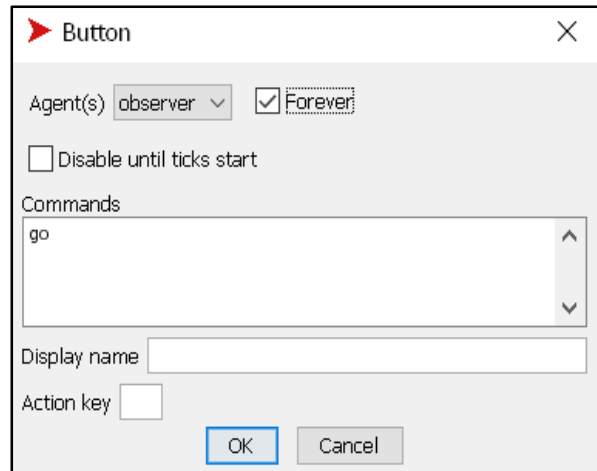 Button
Agent(s) observer Forever
Disable until ticks start
Commands
go
Display name
Action key
OK Cancel